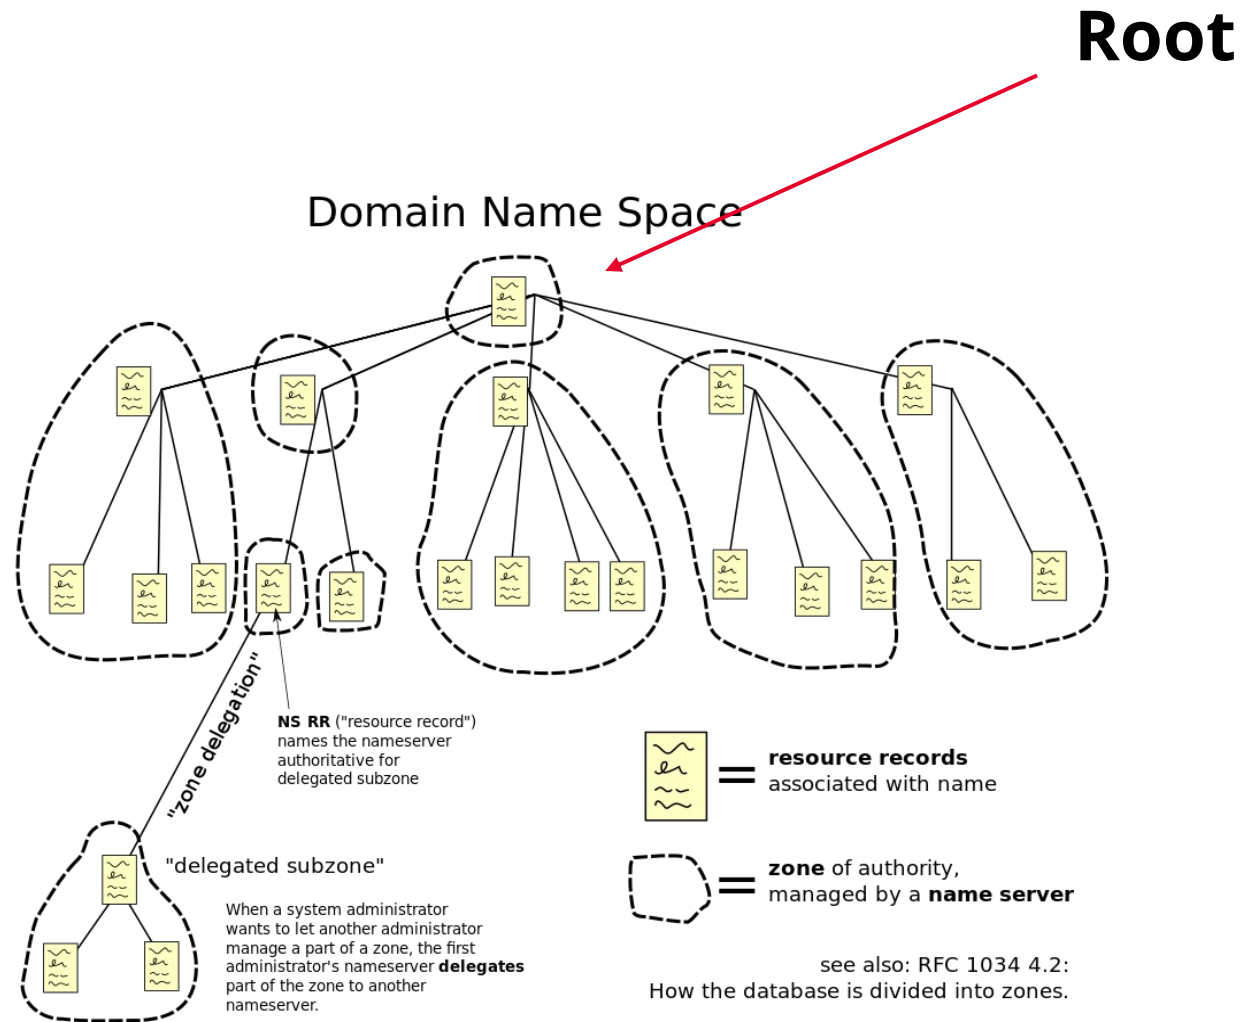 Root
Domain Name Space
"zone delegation"
NS RR ("resource record")
names the nameserver
authoritative for
delegated subzone
resource records
associated with name
"delegated subzone"
zone of authority,
managed by a name server
When a system administrator
wants to let another administrator
manage a part of a zone, the first
administrator's nameserver delegates
part of the zone to another
nameserver.
see also: RFC 1034 4.2:
How the database is divided into zones.